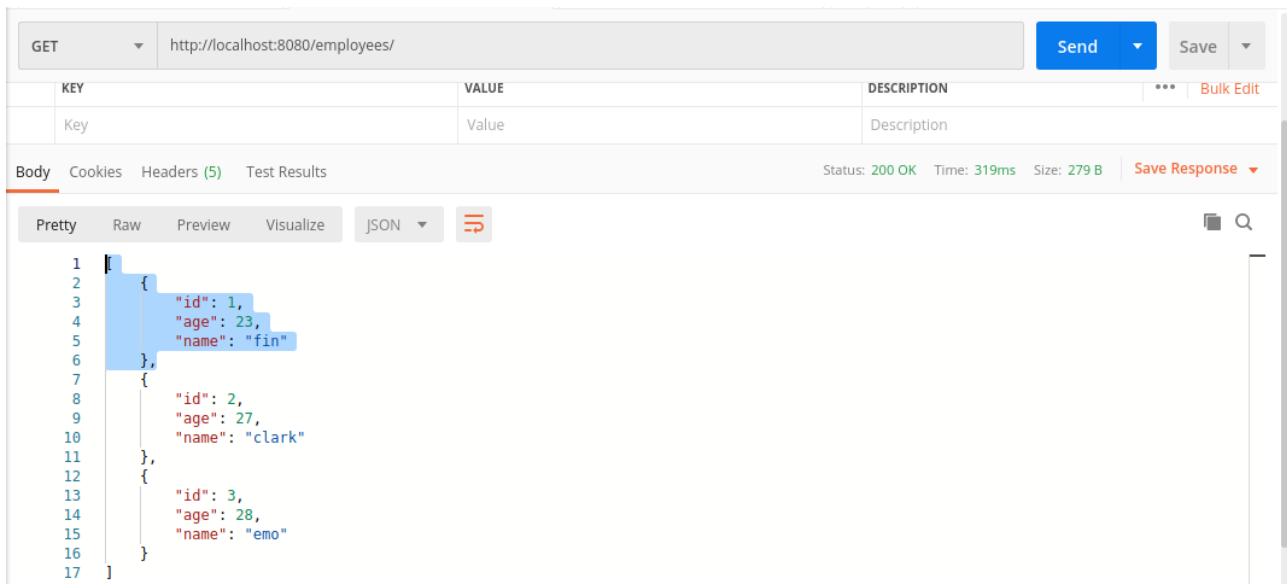 GET http://localhost:8080/employees/ Send Save
KEY VALUE DESCRIPTION ••• Bulk Edit
Key Value Description
Body Cookies Headers (5) Test Results Status: 200 OK Time: 319ms Size: 279 B Save Response
Pretty Raw Preview Visualize JSON
1 [
2 {
3 "id": 1,
4 "age": 23,
5 "name": "fin"
6 },
7 {
8 "id": 2,
9 "age": 27,
10 "name": "clark"
11 },
12 {
13 "id": 3,
14 "age": 28,
15 "name": "emo"
16 }
17 ]